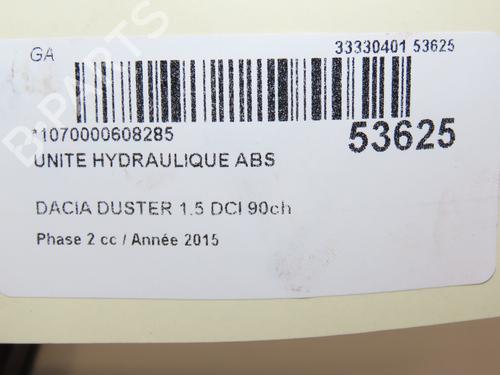 GA
33330401 53625
*1070000608285
53625
UNITE HYDRAULIQUE ABS
DACIA DUSTER 1.5 DCI 90ch
Phase 2 cc / Année 2015
B-PARTS